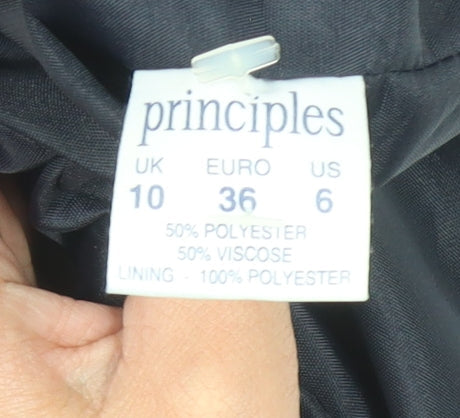 principles
UK EURO US
10 36 6
50% POLYESTER
50% VISCOSE
LINING - 100% POLYESTER